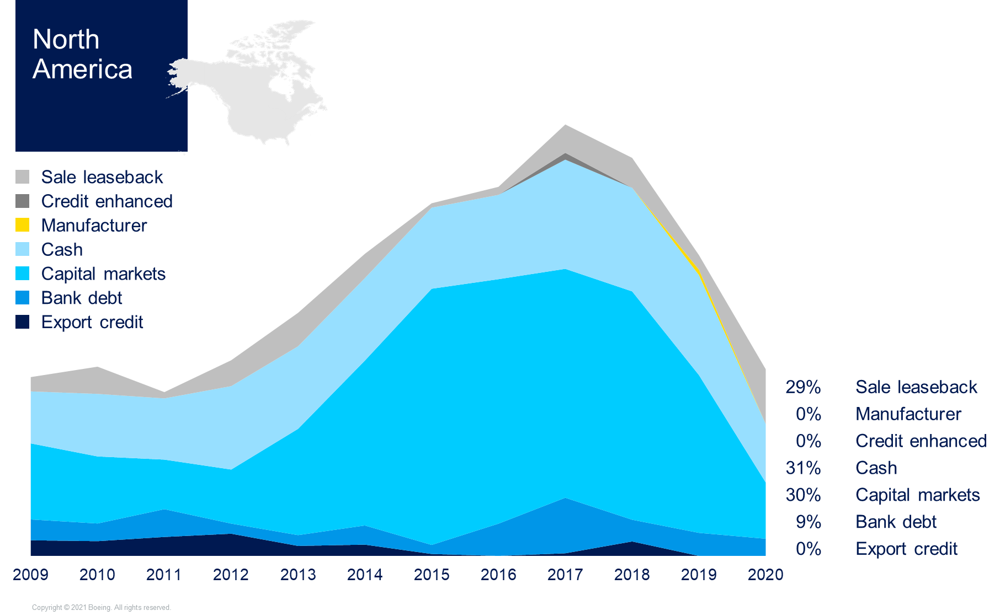 North
America
Sale leaseback
Credit enhanced
Manufacturer
Cash
Capital markets
Bank debt
Export credit
29% Sale leaseback
0% Manufacturer
0% Credit enhanced
31% Cash
30% Capital markets
9% Bank debt
0% Export credit
2009 2010 2011 2012 2013 2014 2015 2016 2017 2018 2019 2020
Copyright © 2021 Boeing. All rights reserved.